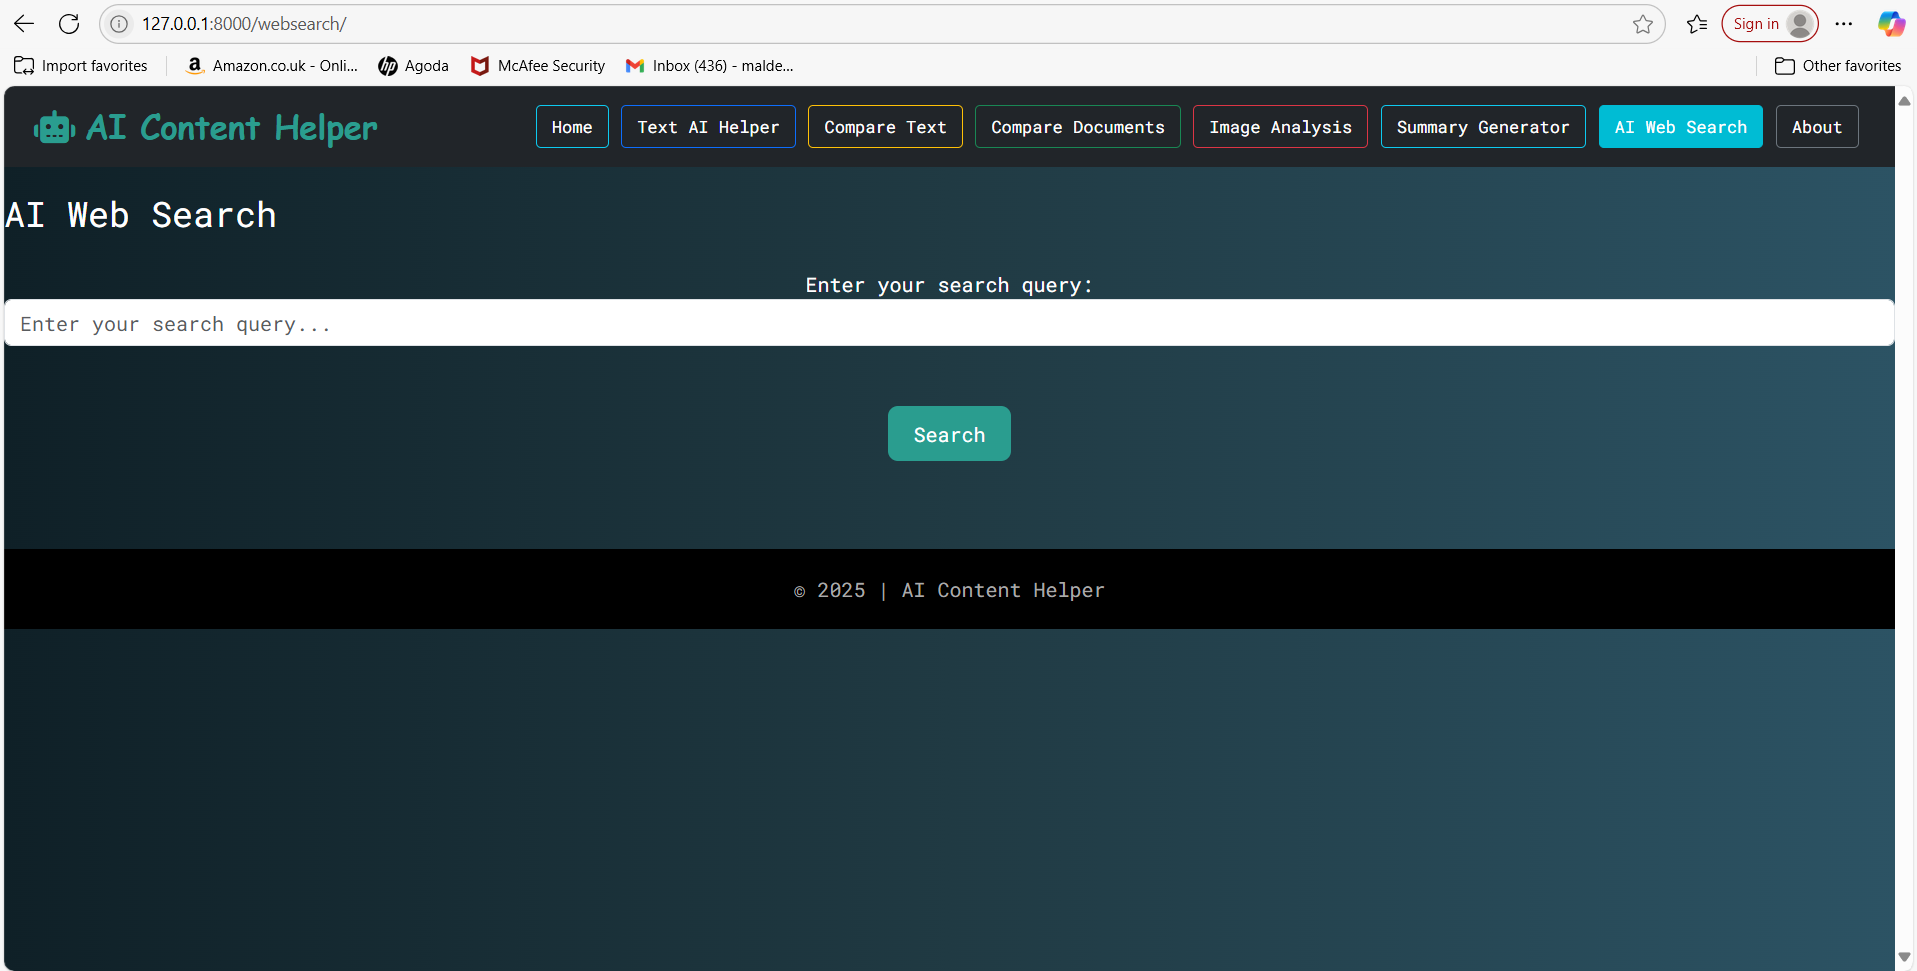 127.0.0.1:8000/websearch/
Sign in
Import favorites
Amazon.co.uk - Onli...
Agoda
McAfee Security
Inbox (436) - malde...
Other favorites
AI Content Helper
Home
Text AI Helper
Compare Text
Compare Documents
Image Analysis
Summary Generator
AI Web Search
About
AI Web Search
Enter your search query:
Enter your search query...
Search
© 2025 | AI Content Helper